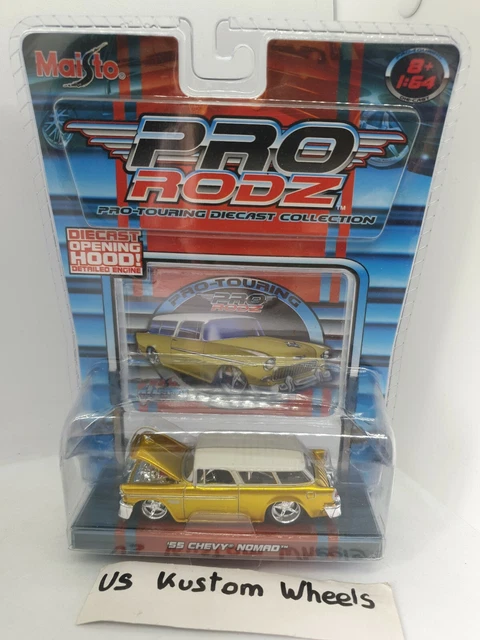 Maisto®
8+
1:64
PRO
RODZ™
PRO-TOURING DIECAST COLLECTION
DIECAST
OPENING
HOOD!
DETAILED ENGINE
PRO-TOURING
PRO
RODZ
'55 CHEVY® NOMAD™
US Kustom Wheels